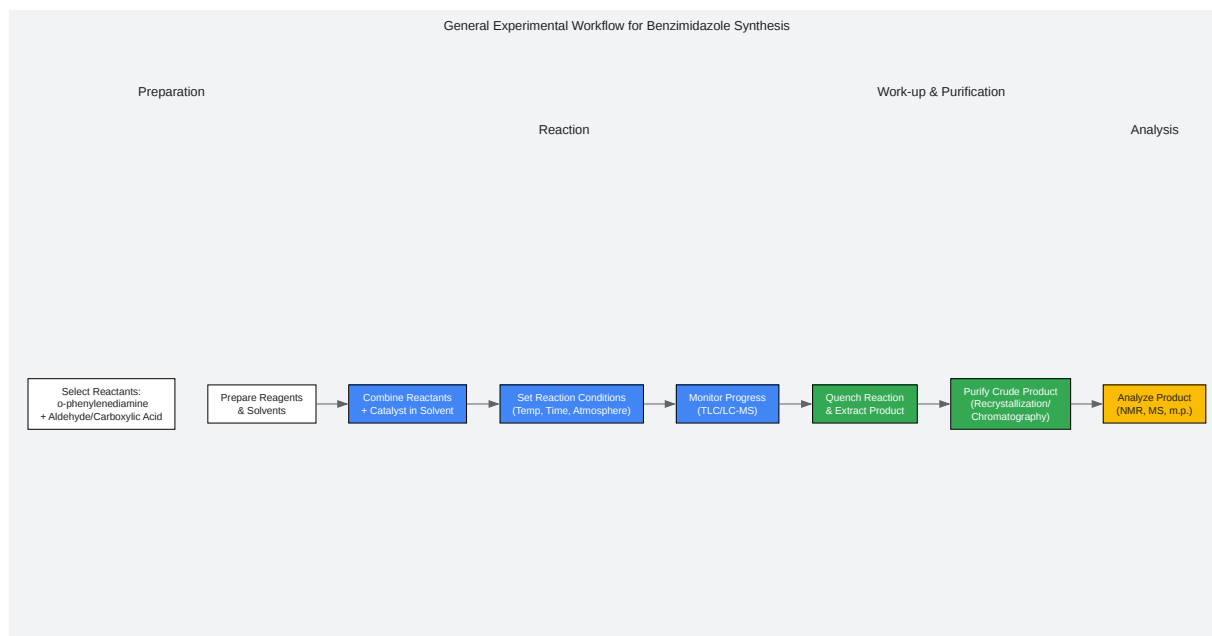 General Experimental Workflow for Benzimidazole Synthesis
Preparation
Work-up & Purification
Reaction
Analysis
Select Reactants:
o-phenylenediamine
+ Aldehyde/Carboxylic Acid
Prepare Reagents
& Solvents
Combine Reactants
+ Catalyst in Solvent
Set Reaction Conditions
(Temp, Time, Atmosphere)
Monitor Progress
(TLC/LC-MS)
Quench Reaction
& Extract Product
Purify Crude Product
(Recrystallization/
Chromatography)
Analyze Product
(NMR, MS, m.p.)